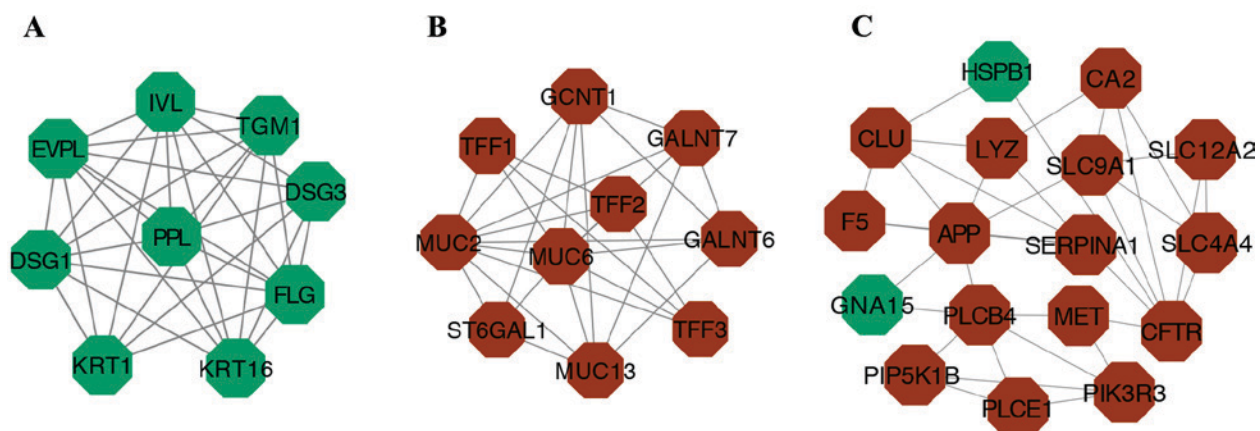 A
IVL
TGM1
EVPL
DSG3
PPL
DSG1
FLG
KRT1
KRT16
B
GCNT1
TFF1
GALNT7
TFF2
MUC2
MUC6
GALNT6
ST6GAL1
TFF3
MUC13
C
HSPB1
CA2
CLU
LYZ
SLC9A1
SLC12A2
F5
APP
SERPINA1
SLC4A4
GNA15
PLCB4
MET
CFTR
PIP5K1B
PLCE1
PIK3R3